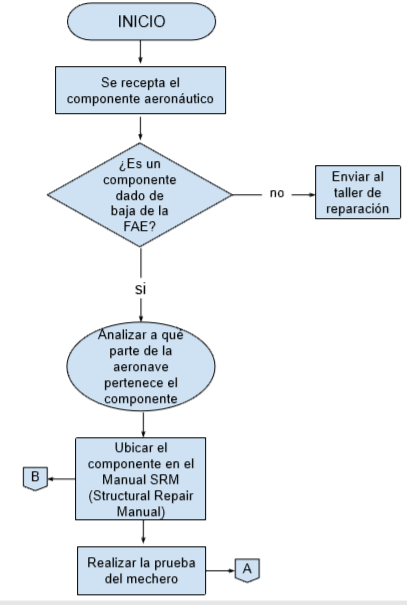 INICIO
Se recepta el
componente aeronáutico
¿Es un
componente
dado de
baja de la
FAE?
no
Enviar al
taller de
reparación
si
Analizar a qué
parte de la
aeronave
pertenece el
componente
Ubicar el
componente en el
Manual SRM
(Structural Repair
Manual)
B
Realizar la prueba
del mechero
A